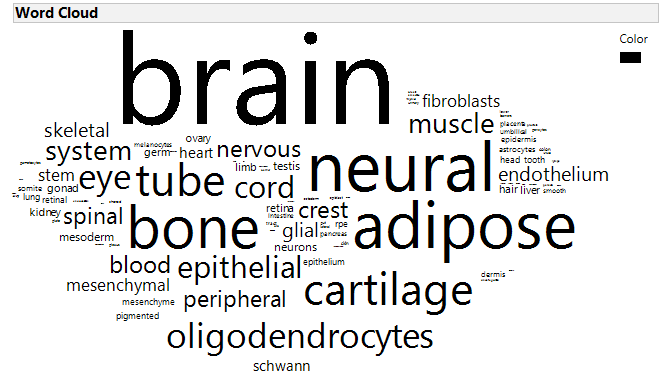 Word Cloud
Color
brain
fibroblasts
muscle
placenta
umbilical
epidermis
astrocytes colon
head tooth
skeletal
system
melanocytes
germ
ovary
heart
nervous
limb
testis
neural
endothelium
stem
somite
gonad
lung
retinal
kidney
eye
tube
cord
hair
liver
smooth
spinal
mesoderm
bone
retina
intestine
crest
glial
rpe
pancreas
neurons
adipose
blood
epithelial
epithelium
mesenchymal
mesenchyme
pigmented
peripheral
cartilage
dermis
oligodendrocytes
schwann